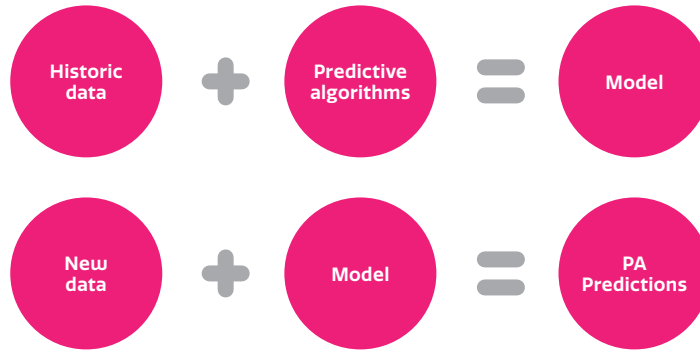 Historic
data
Predictive
algorithms
Model
New
data
Model
PA
Predictions